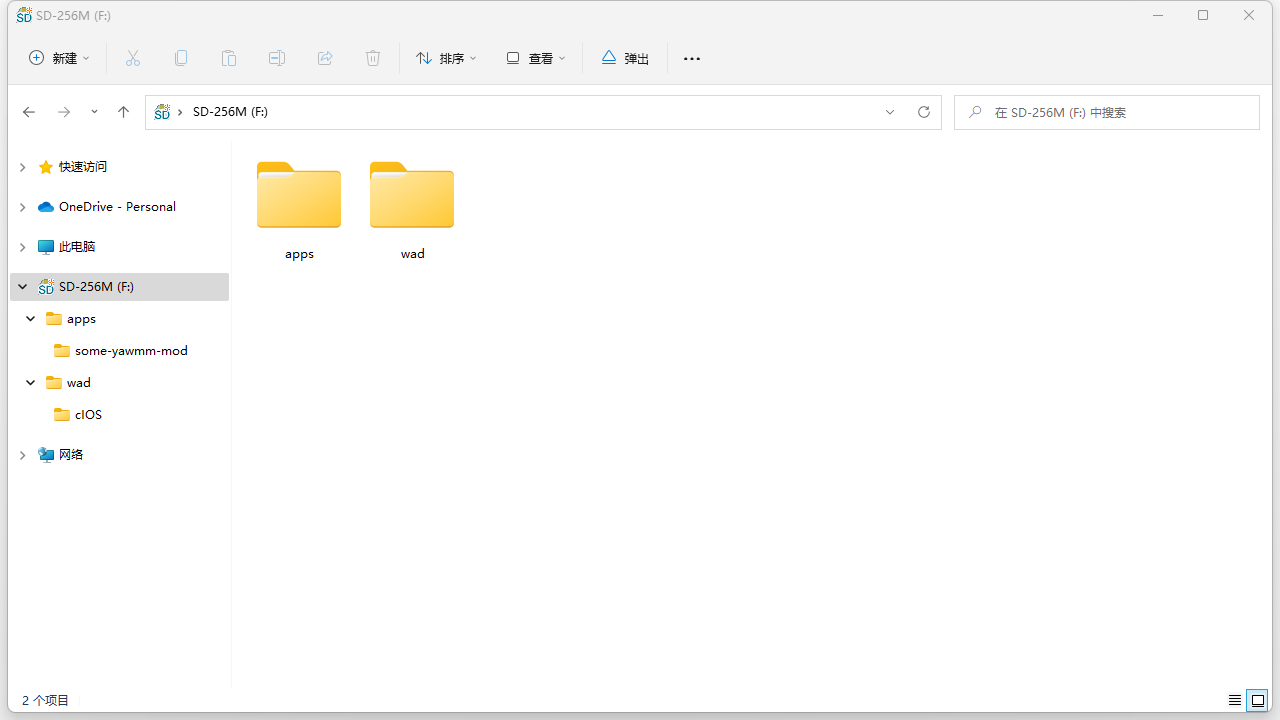 SD-256M (F:)
新建
排序
查看
弹出
SD-256M (F:)
在 SD-256M (F:) 中搜索
快速访问
OneDrive - Personal
此电脑
SD-256M (F:)
apps
some-yawmm-mod
wad
cIOS
网络
apps
wad
2 个项目